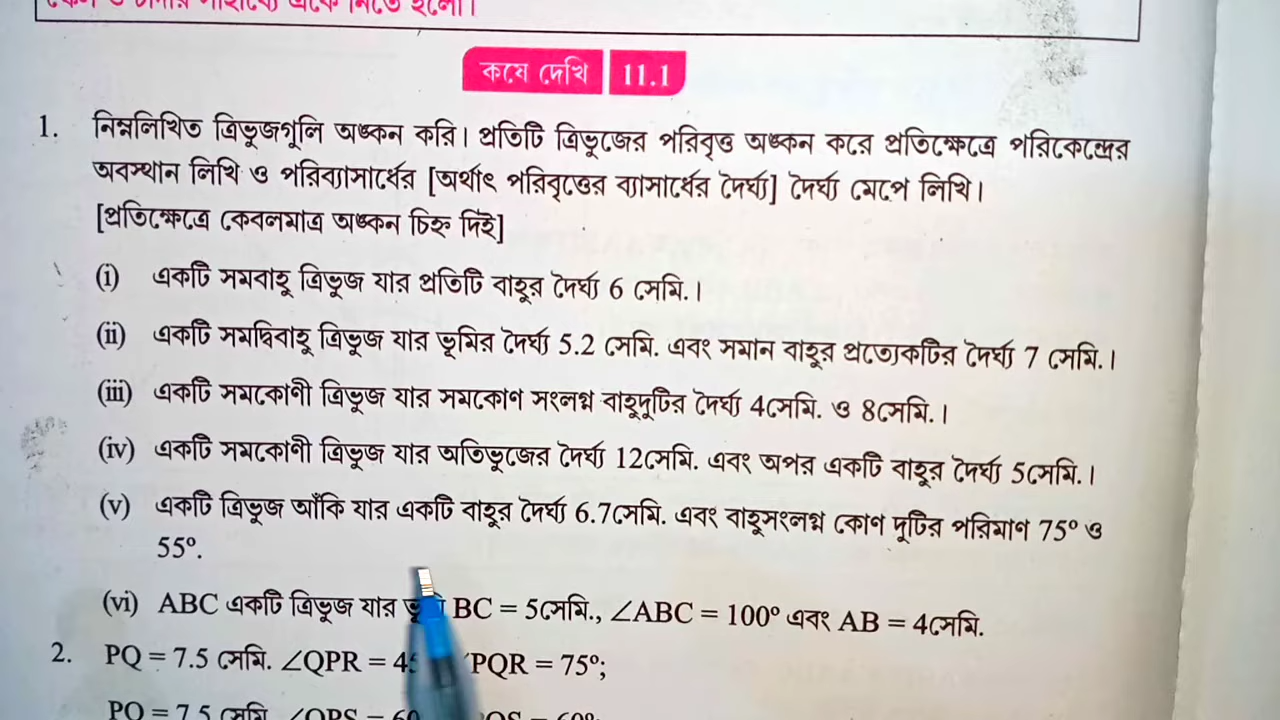 কষে দেখি 11.1
1. নিম্নলিখিত ত্রিভুজগুলি অঙ্কন করি। প্রতিটি ত্রিভুজের পরিবৃত্ত অঙ্কন করে প্রতিক্ষেত্রে পরিকেন্দ্রের
অবস্থান লিখি ও পরিব্যাসার্ধের [অর্থাৎ পরিবৃত্তের ব্যাসার্ধের দৈর্ঘ্য] দৈর্ঘ্য মেপে লিখি।
[প্রতিক্ষেত্রে কেবলমাত্র অঙ্কন চিহ্ন দিই]
(i) একটি সমবাহু ত্রিভুজ যার প্রতিটি বাহুর দৈর্ঘ্য 6 সেমি.।
(ii) একটি সমদ্বিবাহু ত্রিভুজ যার ভূমির দৈর্ঘ্য 5.2 সেমি. এবং সমান বাহুর প্রত্যেকটির দৈর্ঘ্য 7 সেমি.।
(iii) একটি সমকোণী ত্রিভুজ যার সমকোণ সংলগ্ন বাহুদুটির দৈর্ঘ্য 4সেমি. ও 8সেমি.।
(iv) একটি সমকোণী ত্রিভুজ যার অতিভুজের দৈর্ঘ্য 12সেমি. এবং অপর একটি বাহুর দৈর্ঘ্য 5সেমি.।
(v) একটি ত্রিভুজ আঁকি যার একটি বাহুর দৈর্ঘ্য 6.7সেমি. এবং বাহুসংলগ্ন কোণ দুটির পরিমাণ 75° ও
55°.
(vi) ABC একটি ত্রিভুজ যার BC = 5সেমি., ∠ABC = 100° এবং AB = 4সেমি.
2. PQ = 7.5 সেমি. ∠QPR = PQR = 75°;
PQ = 7.5 সেমি